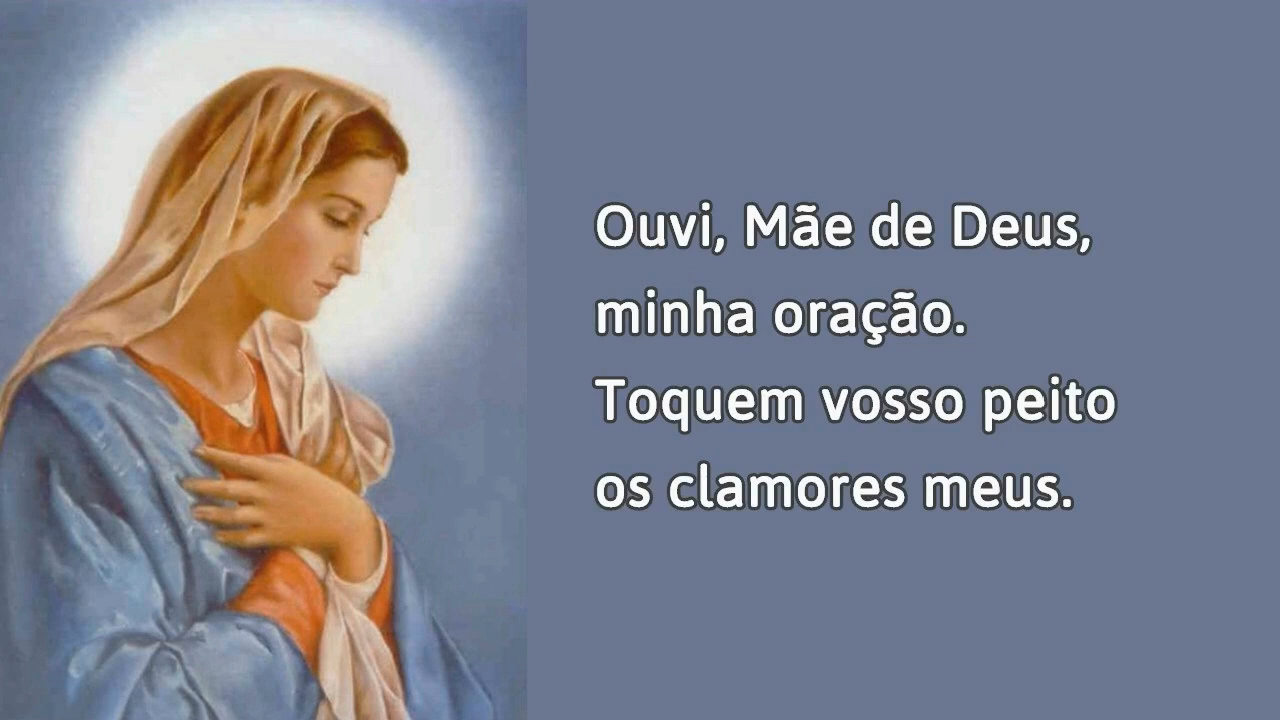 Ouvi, Mãe de Deus,
minha oração.
Toquem vosso peito
os clamores meus.